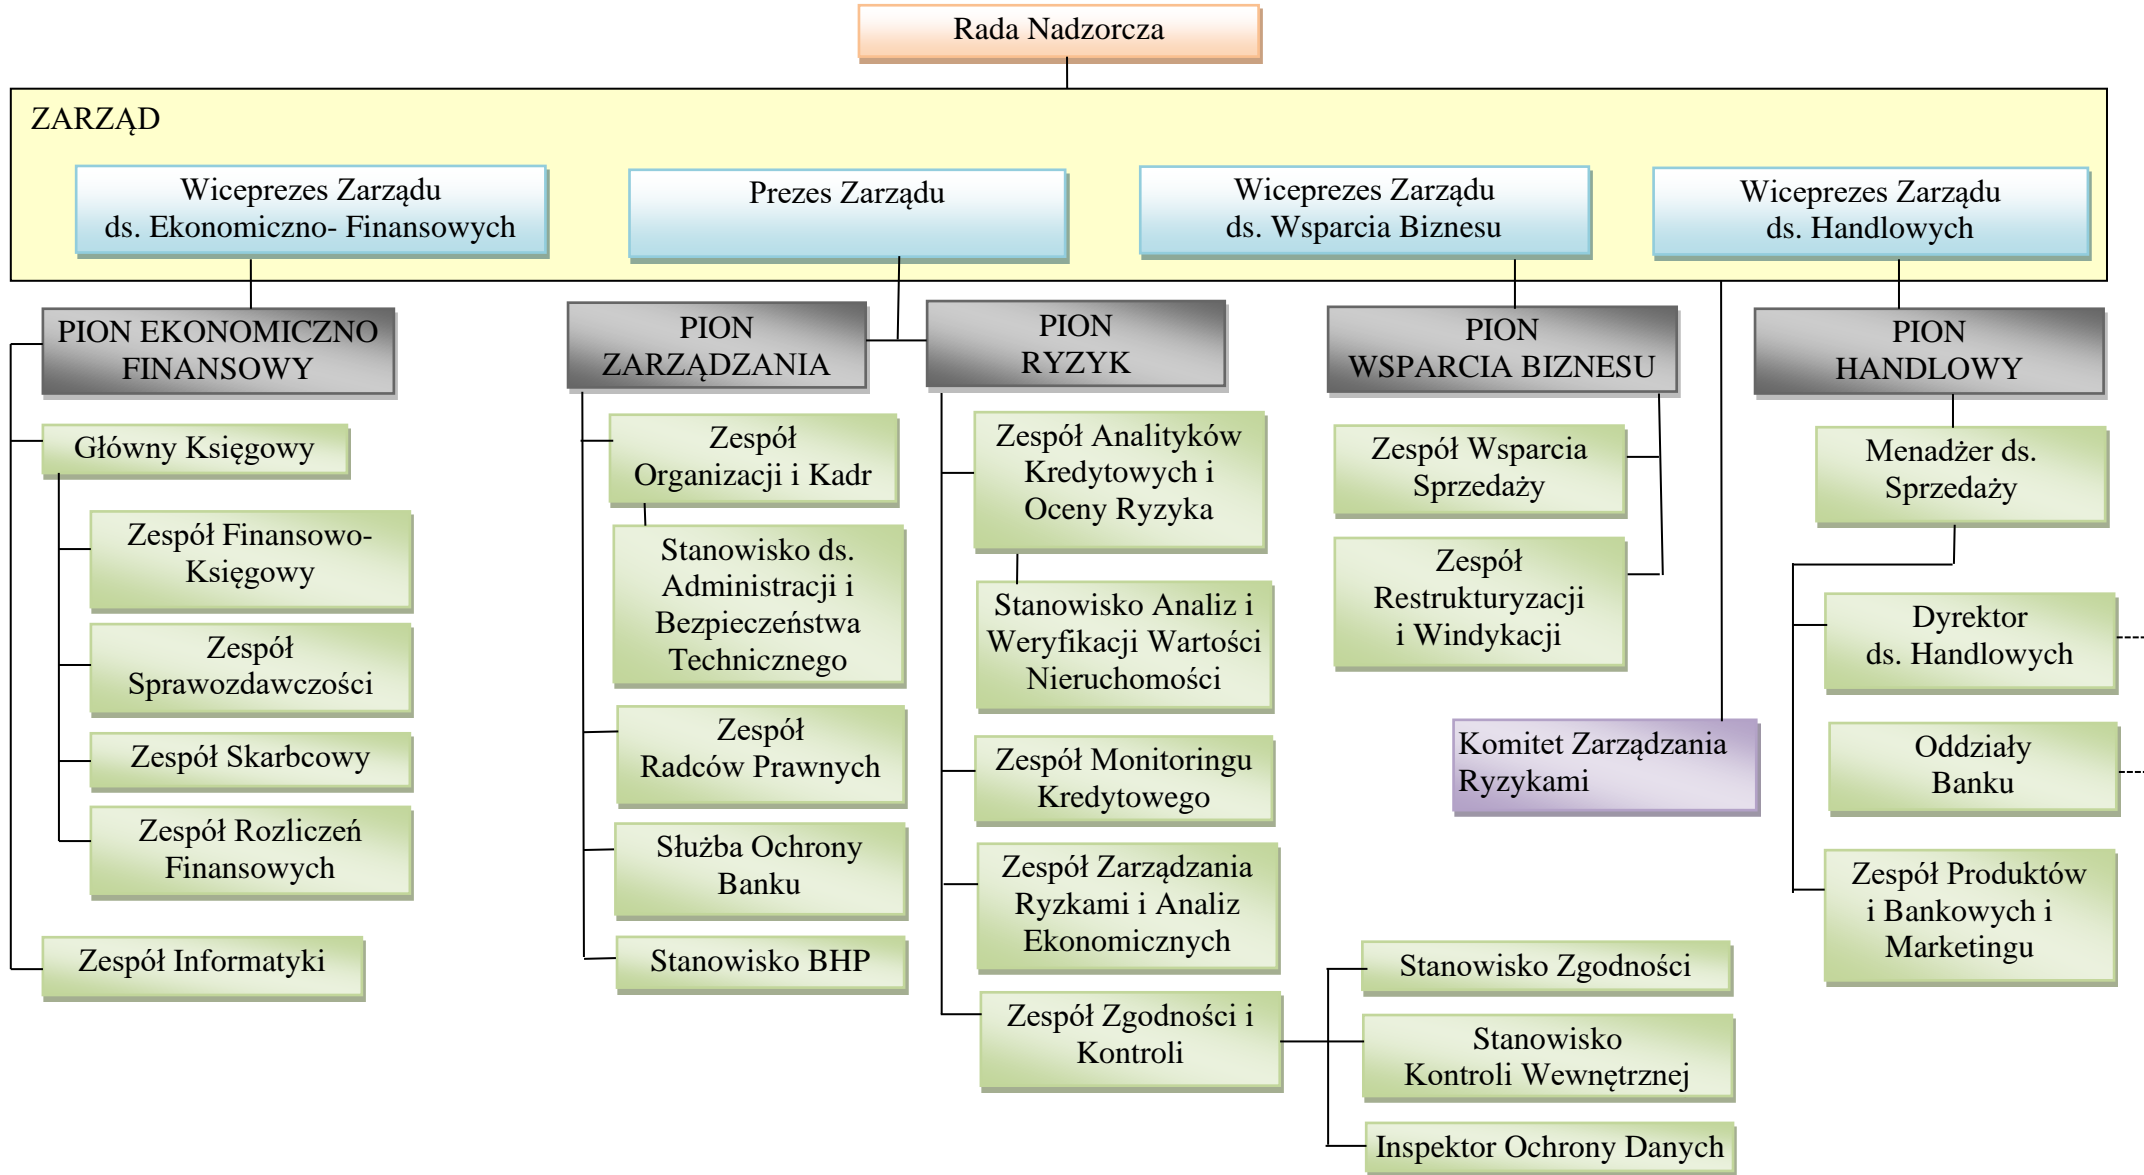 Rada Nadzorcza
ZARZĄD
Wiceprezes Zarządu
ds. Ekonomiczno- Finansowych
Prezes Zarządu
Wiceprezes Zarządu
ds. Wsparcia Biznesu
Wiceprezes Zarządu
ds. Handlowych
PION EKONOMICZNO
FINANSOWY
Główny Księgowy
Zespół Finansowo-
Księgowy
Zespół
Sprawozdawczości
Zespół Skarbcowy
Zespół Rozliczeń
Finansowych
Zespół Informatyki
PION
ZARZĄDZANIA
Zespół
Organizacji i Kadr
Stanowisko ds.
Administracji i
Bezpieczeństwa
Technicznego
Zespół
Radców Prawnych
Służba Ochrony
Banku
Stanowisko BHP
PION
RYZYK
Zespół Analityków
Kredytowych i
Oceny Ryzyka
Stanowisko Analiz i
Weryfikacji Wartości
Nieruchomości
Zespół Monitoringu
Kredytowego
Zespół Zarządzania
Ryzkami i Analiz
Ekonomicznych
Zespół Zgodności i
Kontroli
Stanowisko Zgodności
Stanowisko
Kontroli Wewnętrznej
Inspektor Ochrony Danych
PION
WSPARCIA BIZNESU
Zespół Wsparcia
Sprzedaży
Zespół
Restrukturyzacji
i Windykacji
Komitet Zarządzania
Ryzykami
PION
HANDLOWY
Menadżer ds.
Sprzedaży
Dyrektor
ds. Handlowych
Oddziały
Banku
Zespół Produktów
i Bankowych i
Marketingu